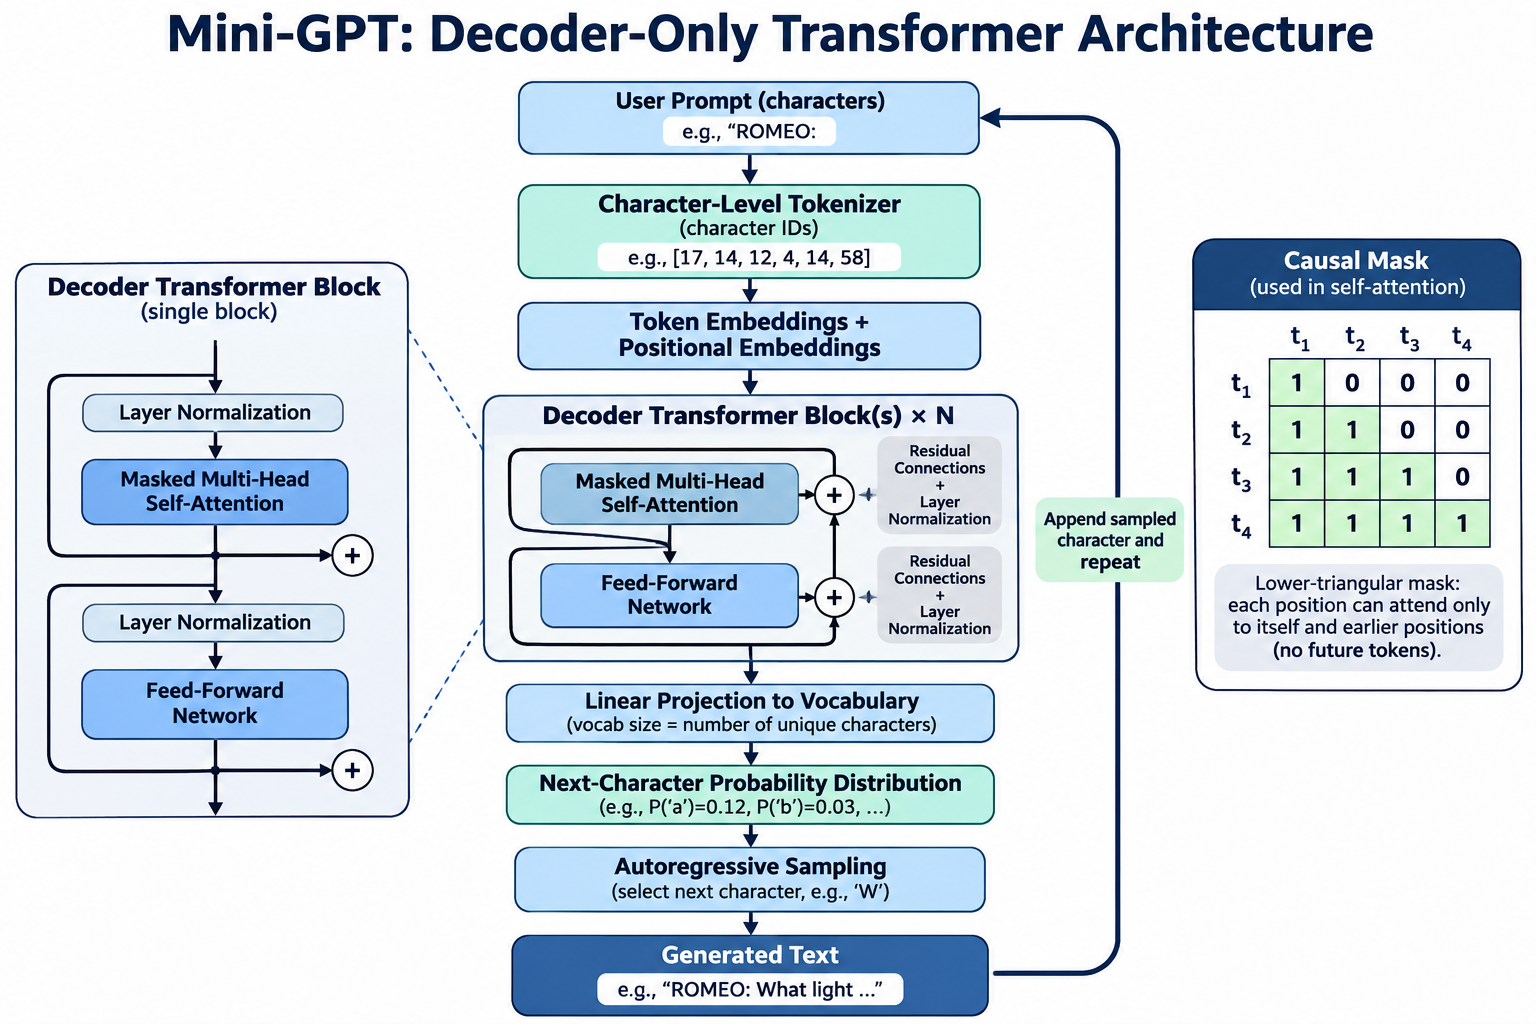 Mini-GPT: Decoder-Only Transformer Architecture
User Prompt (characters)
e.g., “ROMEO:
Character-Level Tokenizer
(character IDs)
e.g., [17, 14, 12, 4, 14, 58]
Token Embeddings +
Positional Embeddings
Decoder Transformer Block(s) × N
Masked Multi-Head
Self-Attention
+
Residual
Connections
+
Layer
Normalization
Feed-Forward
Network
+
Residual
Connections
+
Layer
Normalization
Linear Projection to Vocabulary
(vocab size = number of unique characters)
Next-Character Probability Distribution
(e.g., P(‘a’)=0.12, P(‘b’)=0.03, ...)
Autoregressive Sampling
(select next character, e.g., ‘W’)
Generated Text
e.g., “ROMEO: What light ...”
Decoder Transformer Block
(single block)
Layer Normalization
Masked Multi-Head
Self-Attention
+
Layer Normalization
Feed-Forward
Network
+
Append sampled
character and
repeat
Causal Mask
(used in self-attention)
t₁ t₂ t₃ t₄
t₁ 1 0 0 0
t₂ 1 1 0 0
t₃ 1 1 1 0
t₄ 1 1 1 1
Lower-triangular mask:
each position can attend only
to itself and earlier positions
(no future tokens).